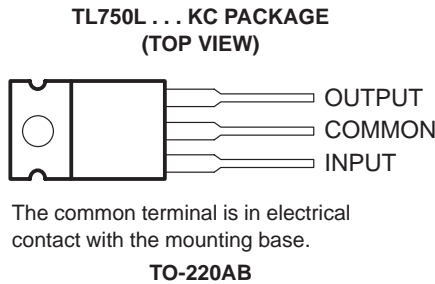 TL750L . . . KC PACKAGE
(TOP VIEW)
OUTPUT
COMMON
INPUT
The common terminal is in electrical
contact with the mounting base.
TO-220AB